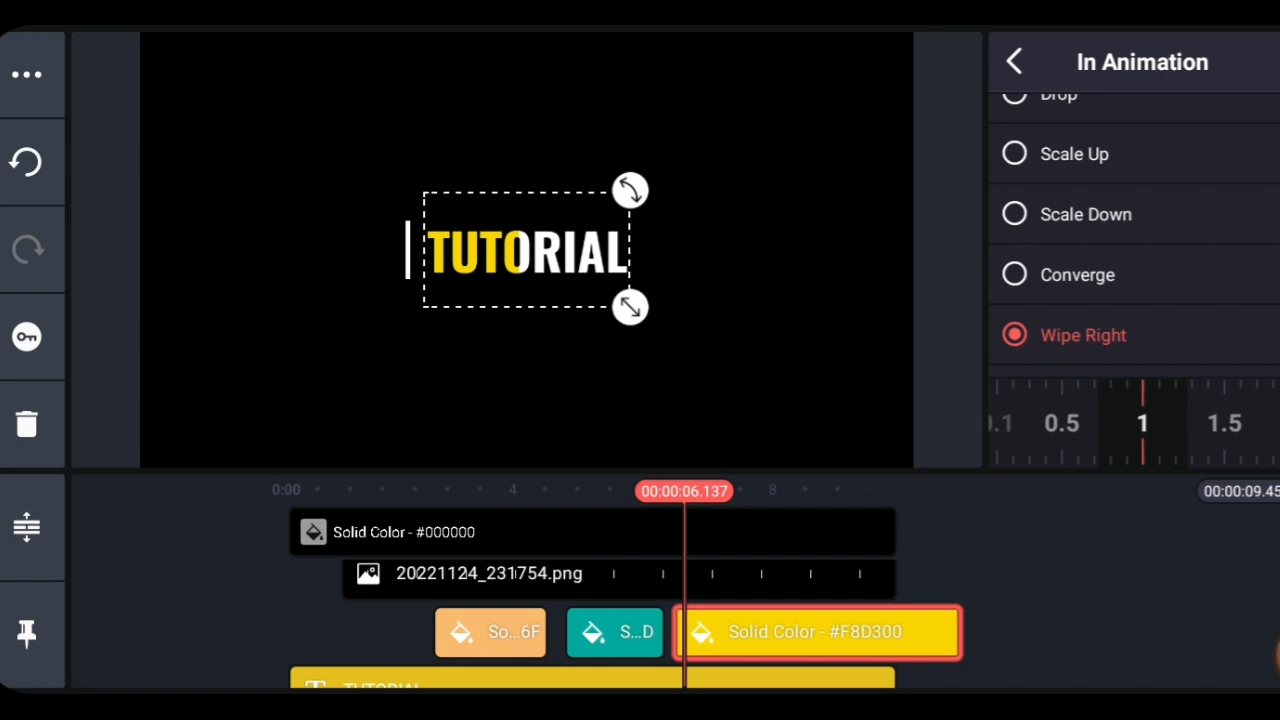 In Animation
Drop
Scale Up
Scale Down
Converge
Wipe Right
0.5 1 1.5
TUTORIAL
0:00 4 00:00:06.137 8 00:00:09.45
Solid Color - #000000
20221124_231754.png
So...6F S...D Solid Color - #F8D300
TUTORIAL